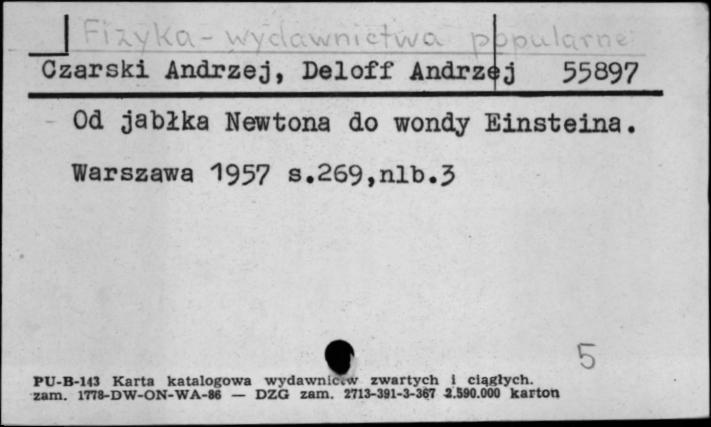 Fizyka - wydawnictwa popularne
Czarski Andrzej, Deloff Andrzej 55897
Od jabłka Newtona do wondy Einsteina.
Warszawa 1957 s.269,nlb.3
5
PU-B-143 Karta katalogowa wydawnictw zwartych i ciągłych.
zam. 1778-DW-ON-WA-86 — DZG zam. 2713-391-3-367 2.590.000 karton